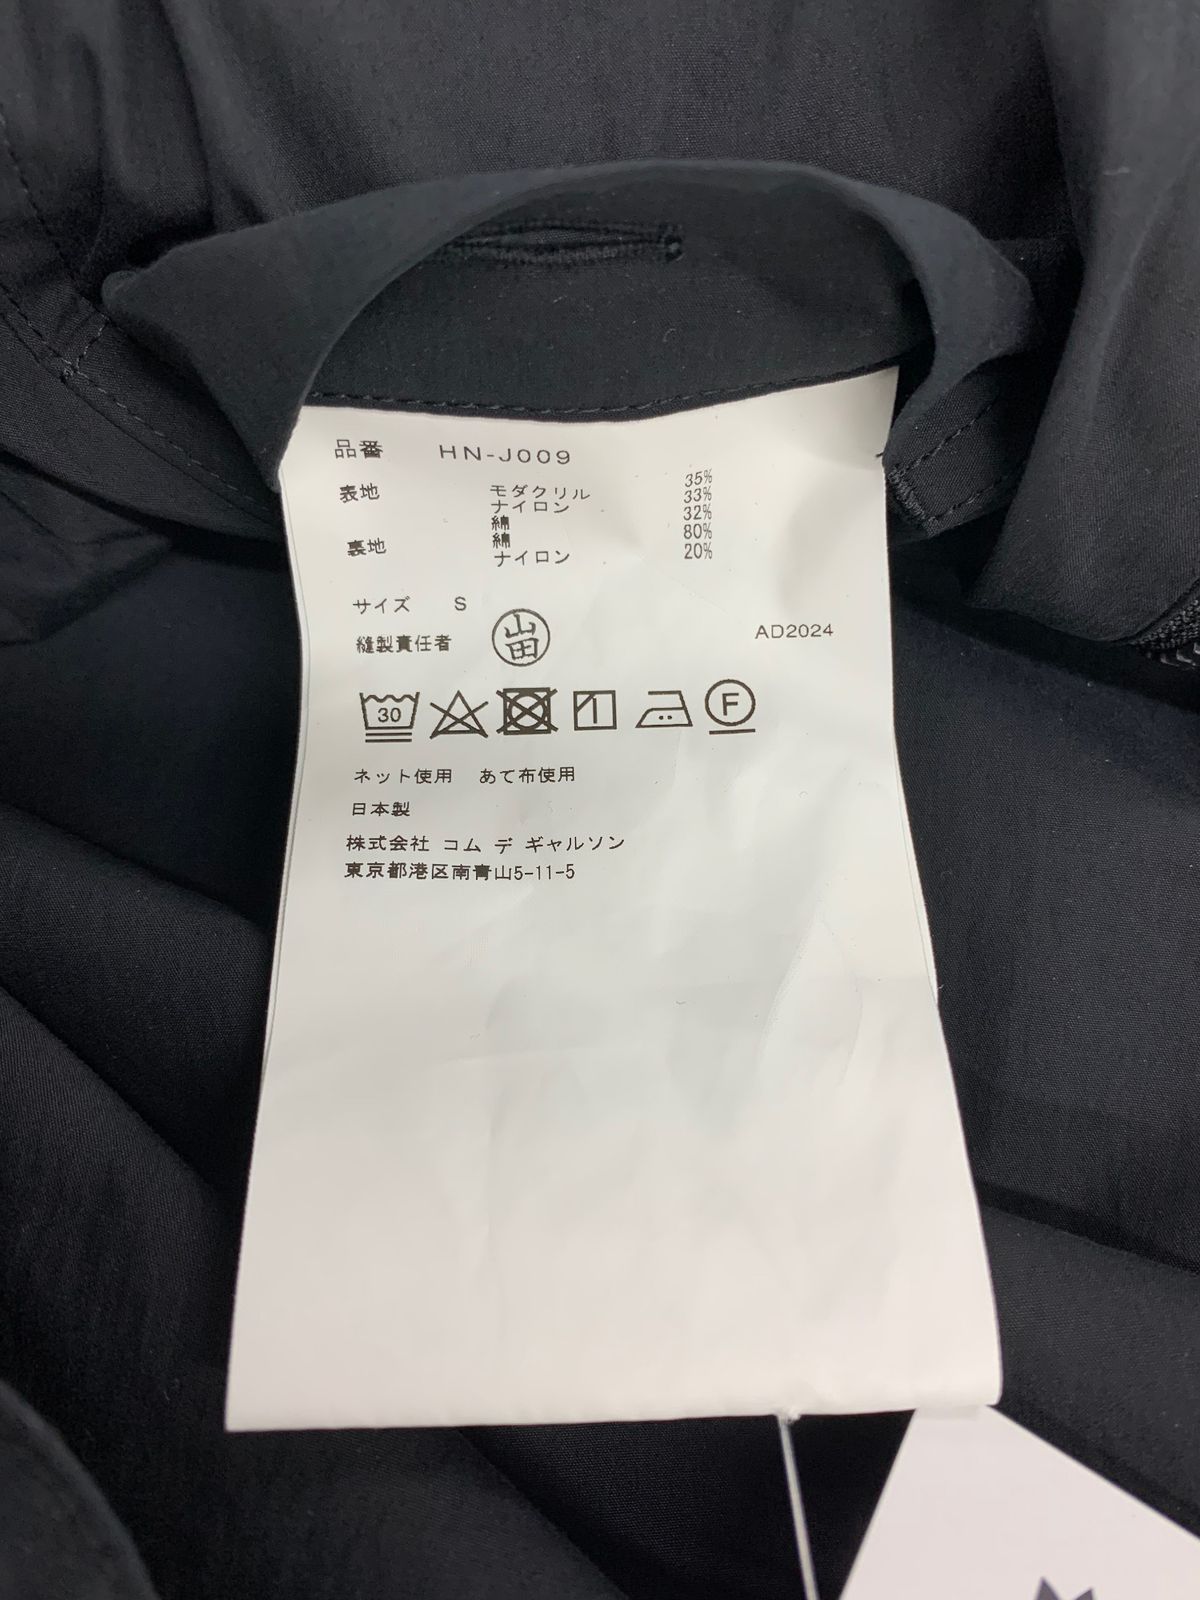 品番 HN-J009
表地 モダクリル 35%
ナイロン 33%
綿 32%
裏地 綿 80%
ナイロン 20%
サイズ S
縫製責任者 山田 AD2024
30 F
ネット使用 あて布使用
日本製
株式会社 コム デ ギャルソン
東京都港区南青山5-11-5